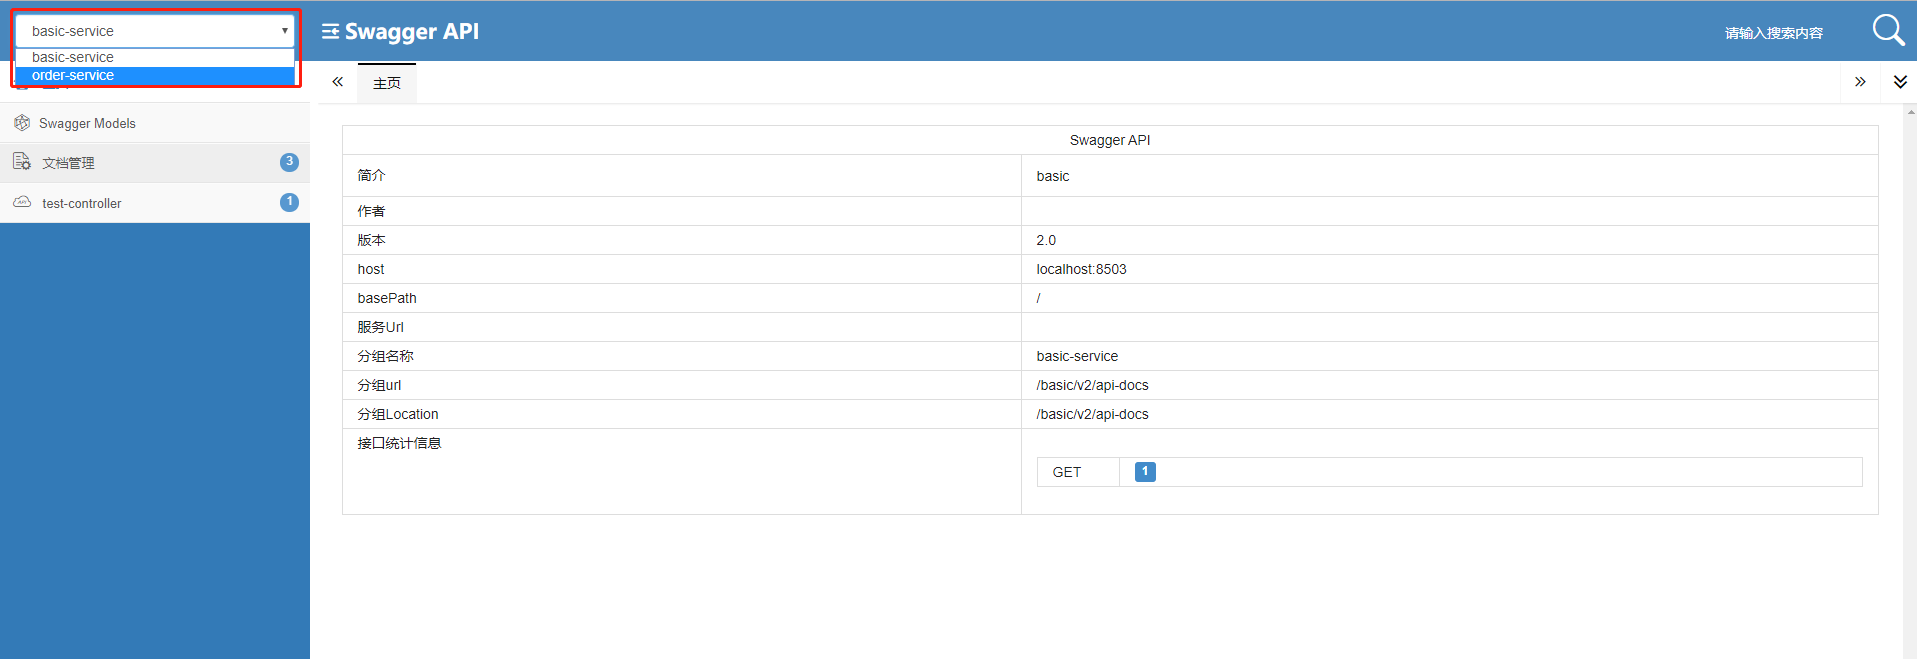 basic-service
basic-service
order-service
Swagger API
请输入搜索内容
主页
Swagger Models
文档管理 3
test-controller 1
Swagger API
简介 basic
作者
版本 2.0
host localhost:8503
basePath /
服务Url
分组名称 basic-service
分组url /basic/v2/api-docs
分组Location /basic/v2/api-docs
接口统计信息
GET 1